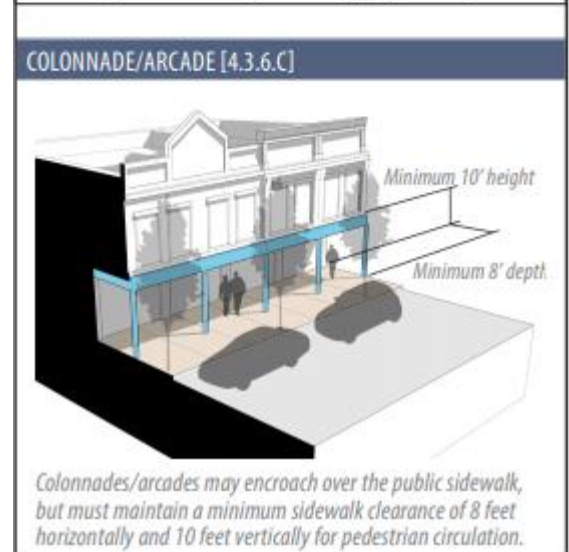 COLONNADE/ARCADE [4.3.6.C]
Minimum 10' height
Minimum 8' depth
Colonnades/arcades may encroach over the public sidewalk,
but must maintain a minimum sidewalk clearance of 8 feet
horizontally and 10 feet vertically for pedestrian circulation.